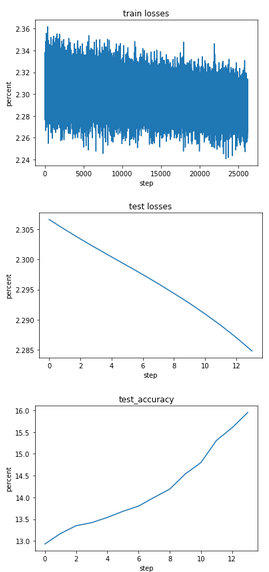 train losses
2.36
2.34
2.32
2.30
2.28
2.26
2.24
percent
0 5000 10000 15000 20000 25000
step
test losses
2.305
2.300
2.295
2.290
2.285
percent
0 2 4 6 8 10 12
step
test_accuracy
16.0
15.5
15.0
14.5
14.0
13.5
13.0
percent
0 2 4 6 8 10 12
step